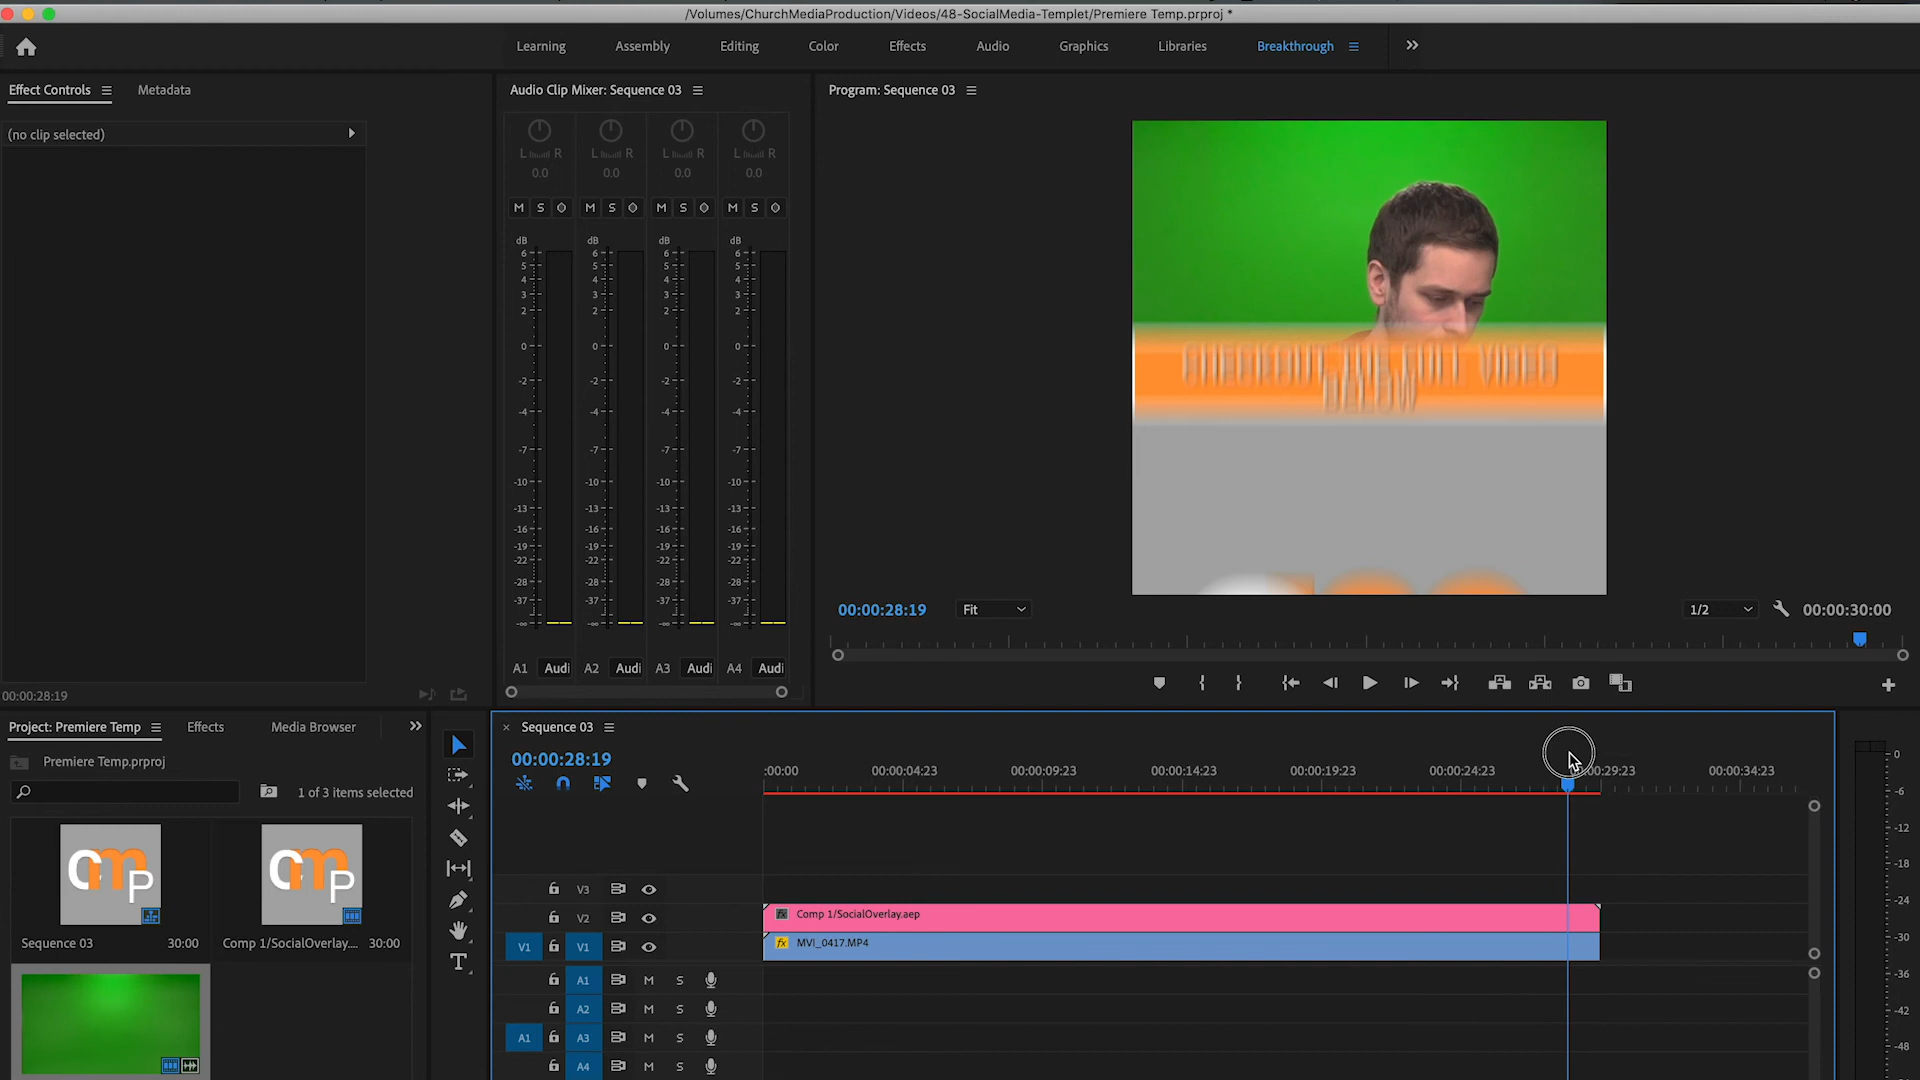 /Volumes/ChurchMediaProduction/Videos/48-SocialMedia-Templet/Premiere Temp.prproj *
Learning Assembly Editing Color Effects Audio Graphics Libraries Breakthrough
Effect Controls Metadata
Audio Clip Mixer: Sequence 03
Program: Sequence 03
(no clip selected)
L R L R L R L R
0.0 0.0 0.0 0.0
M S M S M S M S
dB dB dB dB
6 6 6 6
5 5 5 5
4 4 4 4
3 3 3 3
2 2 2 2
0 0 0 0
-2 -2 -2 -2
-4 -4 -4 -4
-7 -7 -7 -7
-10 -10 -10 -10
-13 -13 -13 -13
-16 -16 -16 -16
-19 -19 -19 -19
-22 -22 -22 -22
-28 -28 -28 -28
-37 -37 -37 -37
-∞ -∞ -∞ -∞
A1 Audi A2 Audi A3 Audi A4 Audi
CHECKOUT THE FULL VIDEO
BELOW
00:00:28:19 Fit 1/2 00:00:30:00
00:00:28:19
Project: Premiere Temp Effects Media Browser
Premiere Temp.prproj
1 of 3 items selected
cmp cmp
Sequence 03 30:00 Comp 1/SocialOverlay.... 30:00
Sequence 03
00:00:28:19
:00:00 00:00:04:23 00:00:09:23 00:00:14:23 00:00:19:23 00:00:24:23 00:00:29:23 00:00:34:23
V3
V2 Comp 1/SocialOverlay.aep
V1 V1 MVI_0417.MP4
A1 M S
A2 M S
A1 A3 M S
A4 M S
T
0
-6
-12
-18
-24
-30
-36
-42
-48